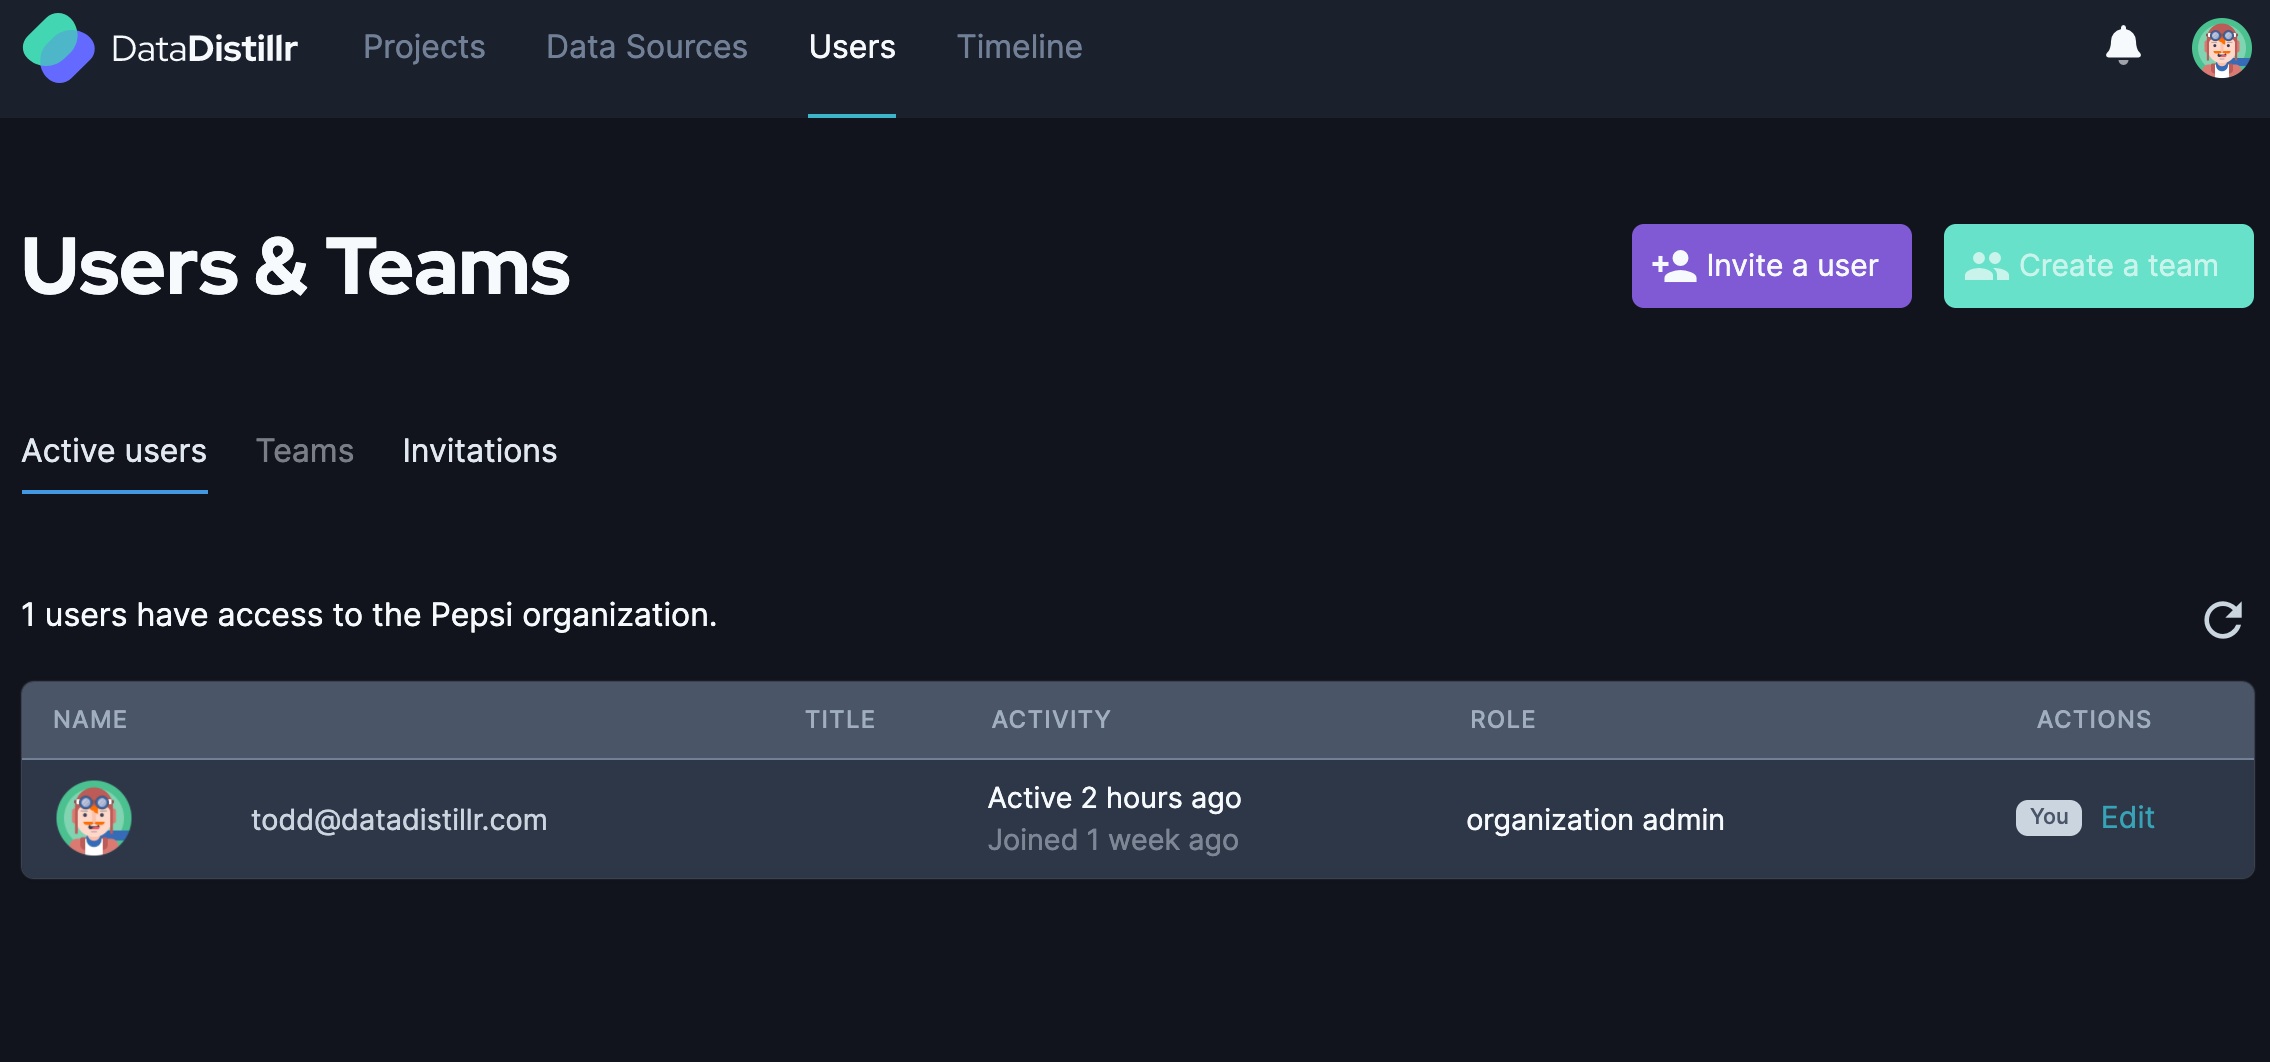 DataDistillr Projects Data Sources Users Timeline
Users & Teams
Invite a user
Create a team
Active users Teams Invitations
1 users have access to the Pepsi organization.
NAME TITLE ACTIVITY ROLE ACTIONS
todd@datadistillr.com
Active 2 hours ago
Joined 1 week ago
organization admin
You Edit